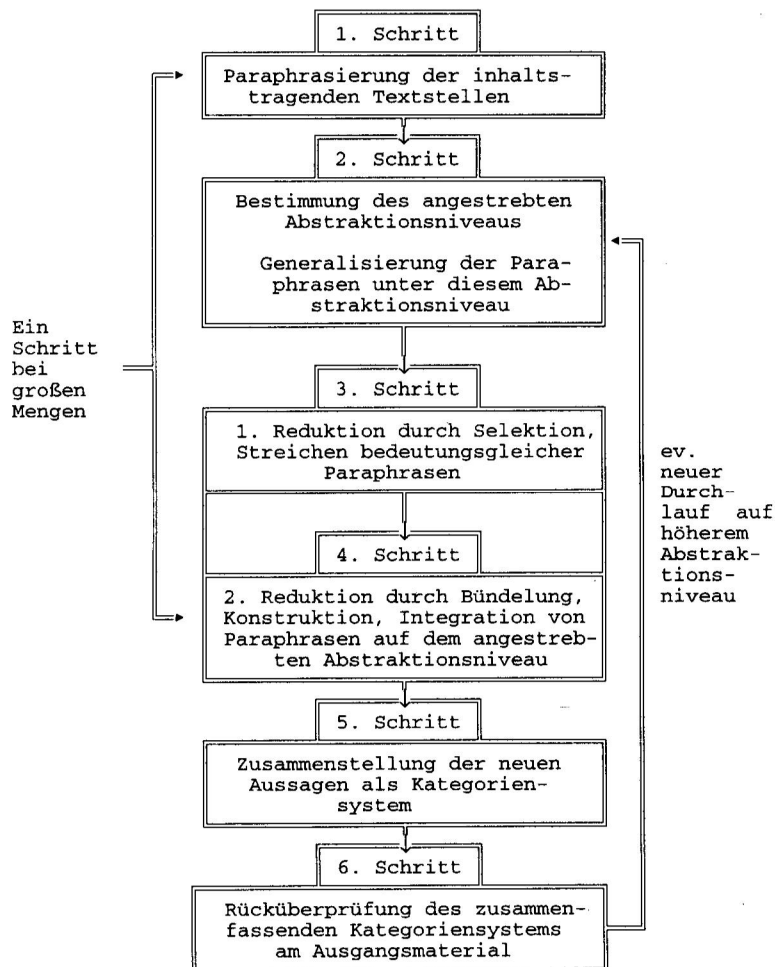 1. Schritt
Paraphrasierung der inhalts-
tragenden Textstellen
2. Schritt
Bestimmung des angestrebten
Abstraktionsniveaus
Generalisierung der Para-
phrasen unter diesem Ab-
straktionsniveau
Ein
Schritt
bei
großen
Mengen
3. Schritt
1. Reduktion durch Selektion,
Streichen bedeutungsgleicher
Paraphrasen
4. Schritt
2. Reduktion durch Bündelung,
Konstruktion, Integration von
Paraphrasen auf dem angestreb-
ten Abstraktionsniveau
ev.
neuer
Durch-
lauf auf
höherem
Abstrak-
tions-
niveau
5. Schritt
Zusammenstellung der neuen
Aussagen als Kategorien-
system
6. Schritt
Rücküberprüfung des zusammen-
fassenden Kategoriensystems
am Ausgangsmaterial